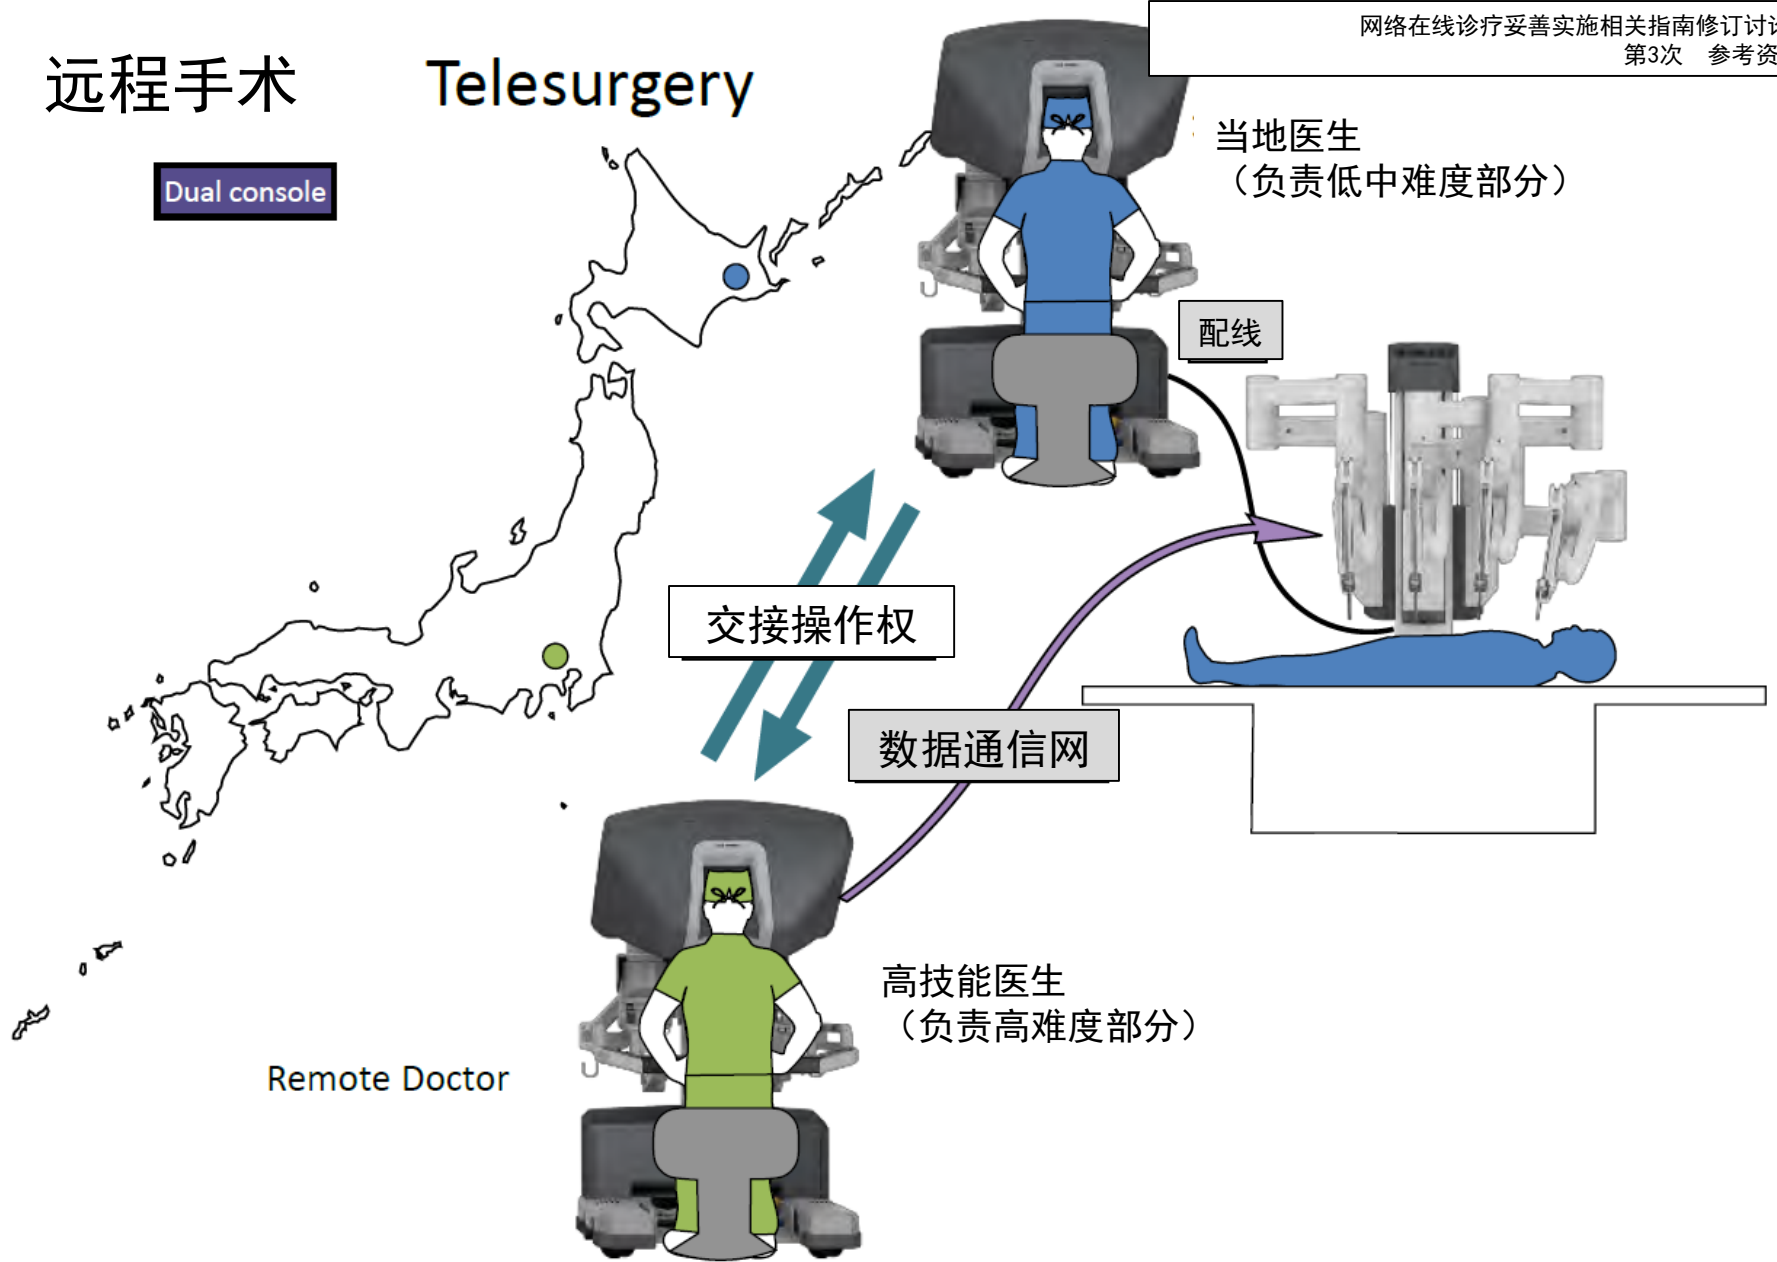 网络在线诊疗妥善实施相关指南修订讨
第3次 参考资
远程手术 Telesurgery
Dual console
当地医生
（负责低中难度部分）
配线
交接操作权
数据通信网
高技能医生
（负责高难度部分）
Remote Doctor